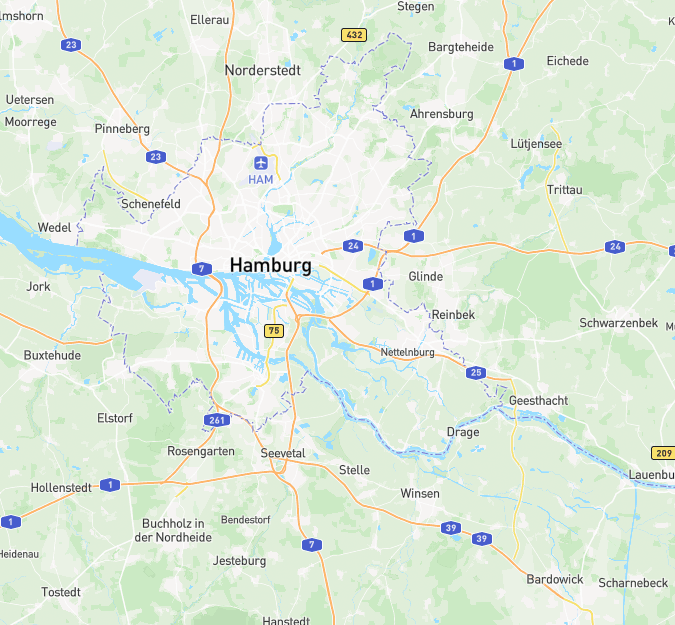 Stegen
lmshorn
Ellerau
432
23
Bargteheide
Eichede
1
Norderstedt
Uetersen
Moorrege
Ahrensburg
Pinneberg
Lütjensee
23
HAM
Trittau
Schenefeld
Wedel
1
24
24
7
Hamburg
Glinde
1
Jork
Reinbek
Schwarzenbek
75
Buxtehude
Nettelnburg
25
Geesthacht
Elstorf
261
Drage
Rosengarten
Seevetal
209
Stelle
Lauenbu
Hollenstedt
1
Winsen
1
Buchholz in
der Nordheide
Bendestorf
39
39
7
Heidenau
Jesteburg
Bardowick
Scharnebeck
Tostedt
Hanstedt